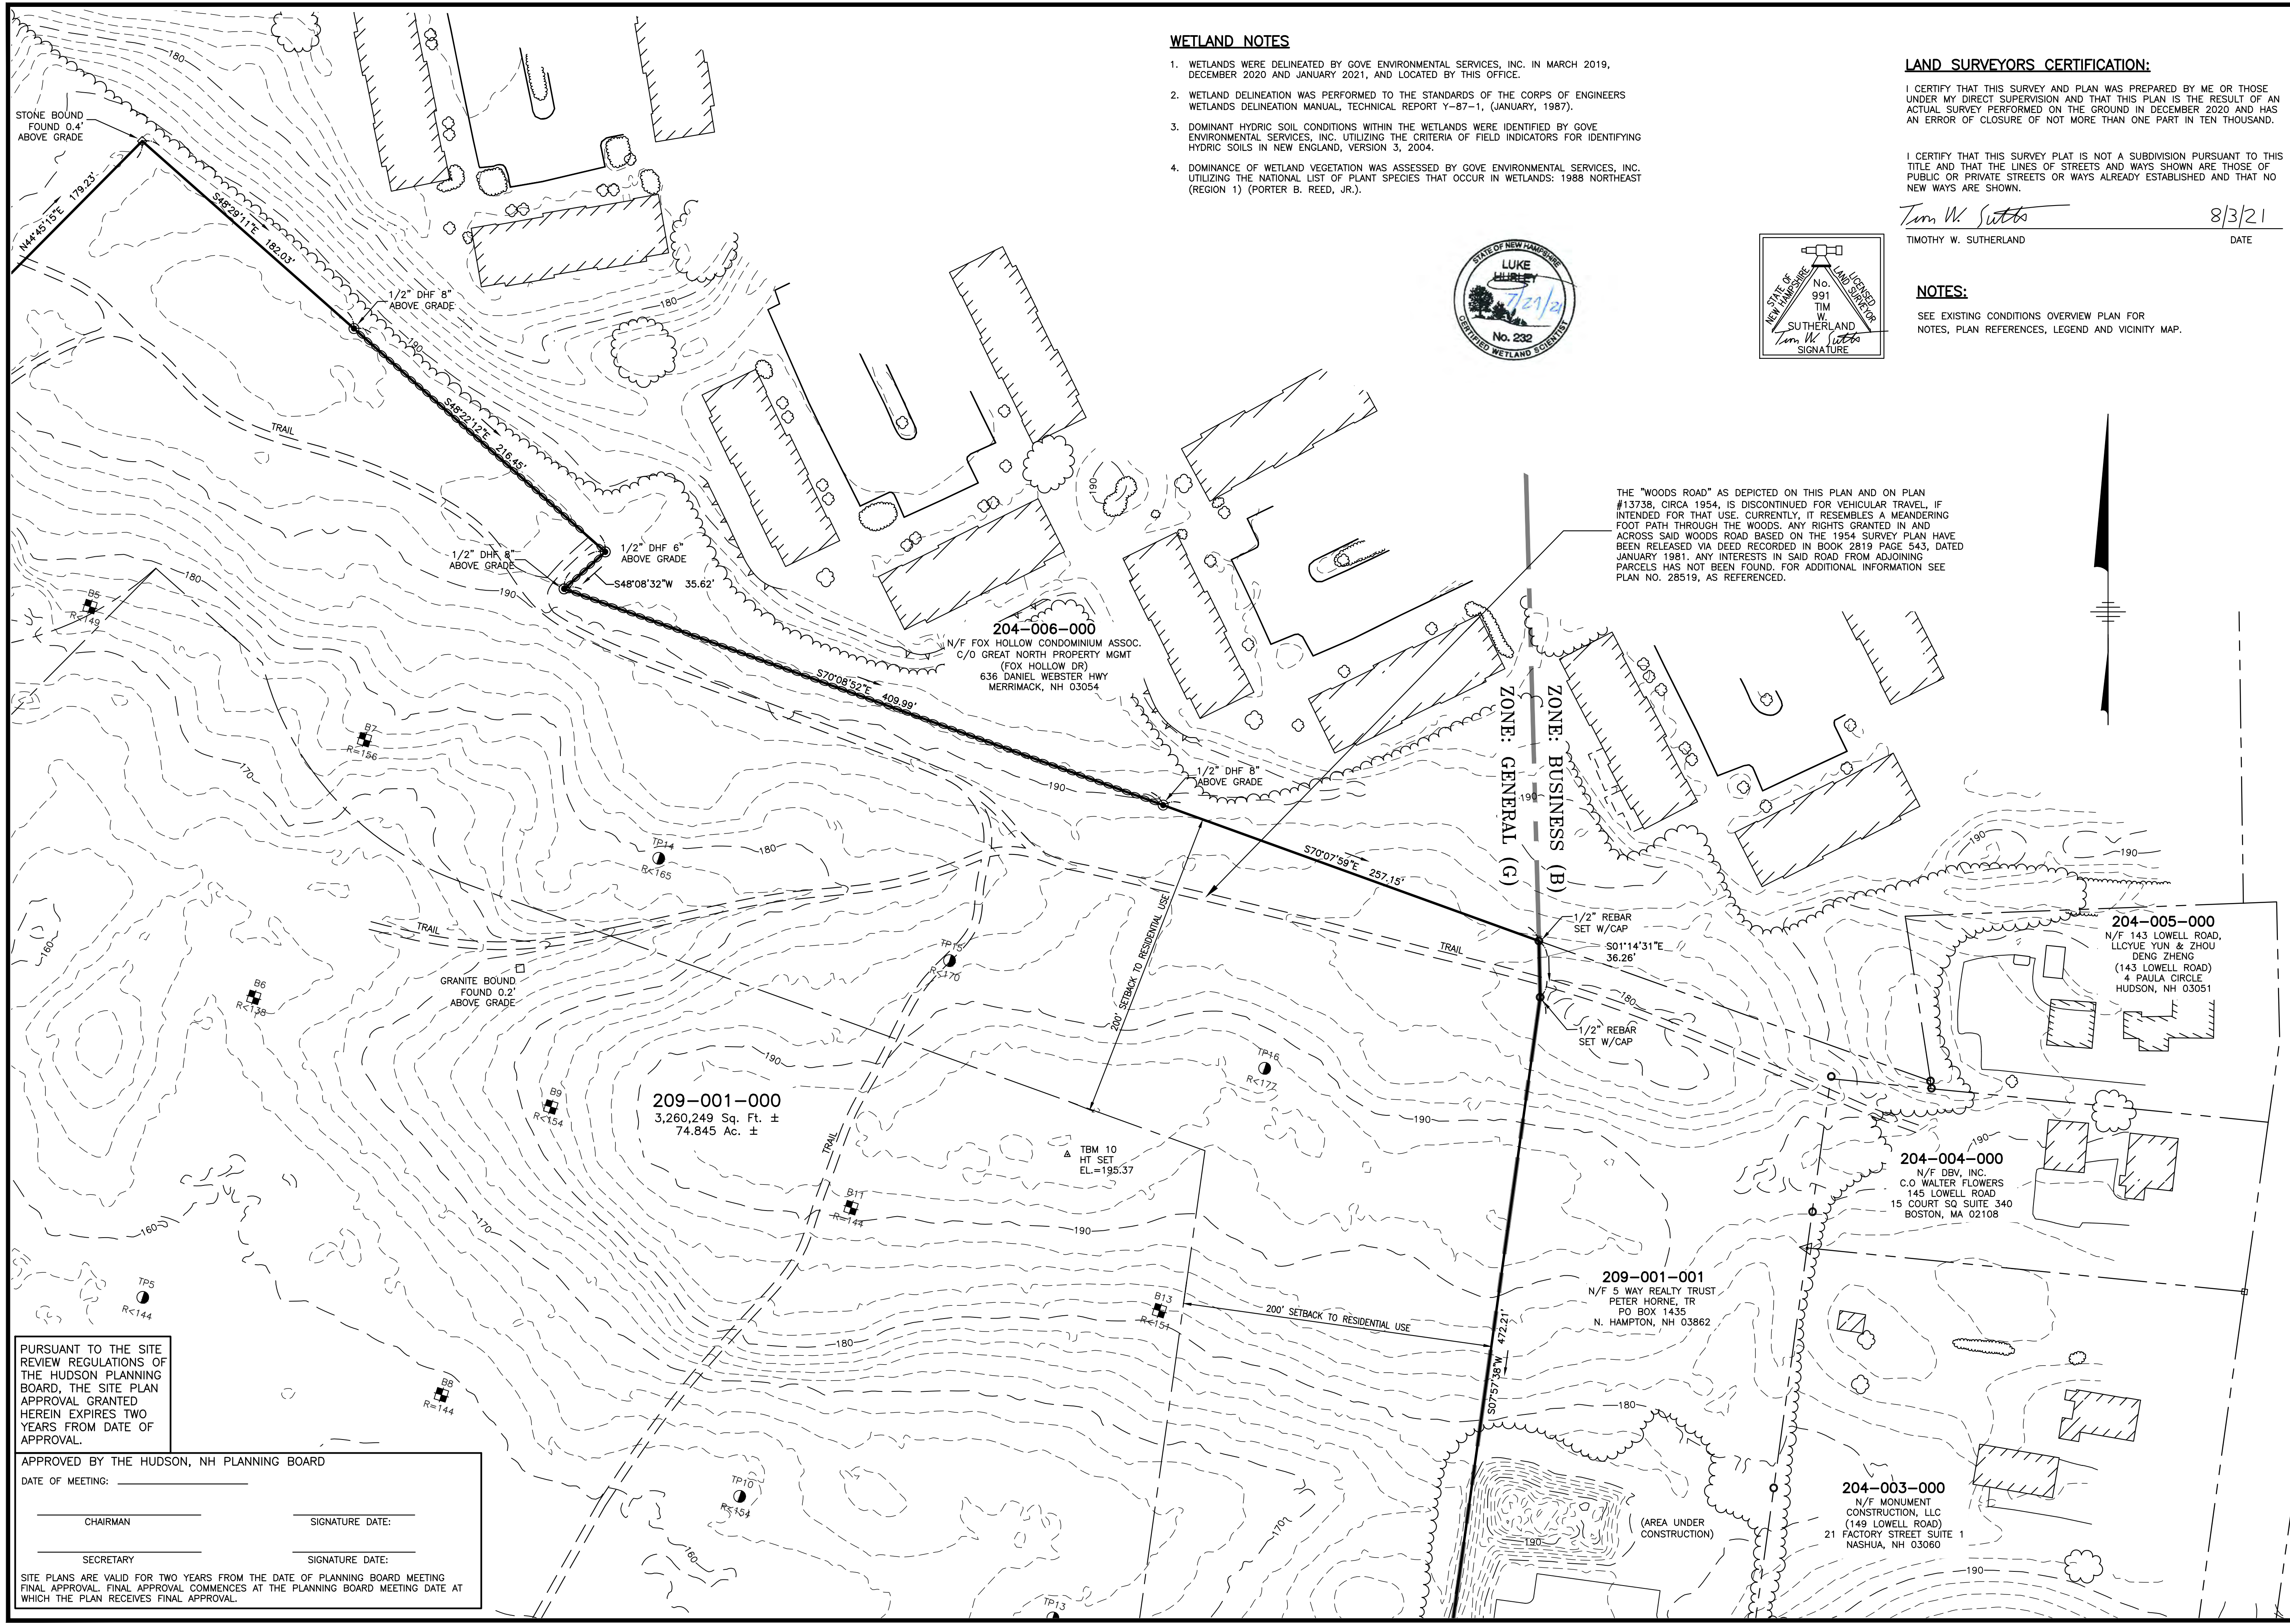 WETLAND NOTES
1. WETLANDS WERE DELINEATED BY GOVE ENVIRONMENTAL SERVICES, INC. IN MARCH 2019,
DECEMBER 2020 AND JANUARY 2021, AND LOCATED BY THIS OFFICE.
2. WETLAND DELINEATION WAS PERFORMED TO THE STANDARDS OF THE CORPS OF ENGINEERS
WETLANDS DELINEATION MANUAL, TECHNICAL REPORT Y-87-1, (JANUARY, 1987).
3. DOMINANT HYDRIC SOIL CONDITIONS WITHIN THE WETLANDS WERE IDENTIFIED BY GOVE
ENVIRONMENTAL SERVICES, INC. UTILIZING THE CRITERIA OF FIELD INDICATORS FOR IDENTIFYING
HYDRIC SOILS IN NEW ENGLAND, VERSION 3, 2004.
4. DOMINANCE OF WETLAND VEGETATION WAS ASSESSED BY GOVE ENVIRONMENTAL SERVICES, INC.
UTILIZING THE NATIONAL LIST OF PLANT SPECIES THAT OCCUR IN WETLANDS: 1988 NORTHEAST
(REGION 1) (PORTER B. REED, JR.).
LAND SURVEYORS CERTIFICATION:
I CERTIFY THAT THIS SURVEY AND PLAN WAS PREPARED BY ME OR THOSE
UNDER MY DIRECT SUPERVISION AND THAT THIS PLAN IS THE RESULT OF AN
ACTUAL SURVEY PERFORMED ON THE GROUND IN DECEMBER 2020 AND HAS
AN ERROR OF CLOSURE OF NOT MORE THAN ONE PART IN TEN THOUSAND.
I CERTIFY THAT THIS SURVEY PLAT IS NOT A SUBDIVISION PURSUANT TO THIS
TITLE AND THAT THE LINES OF STREETS AND WAYS SHOWN ARE THOSE OF
PUBLIC OR PRIVATE STREETS OR WAYS ALREADY ESTABLISHED AND THAT NO
NEW WAYS ARE SHOWN.
Tim W. Sutto 8/3/21
TIMOTHY W. SUTHERLAND DATE
STATE OF NEW HAMPSHIRE
LUKE
HURLEY
7/21/21
No. 232
CERTIFIED WETLAND SCIENTIST
STATE OF
NEW HAMPSHIRE
LICENSED
LAND SURVEYOR
No.
991
TIM
W.
SUTHERLAND
Tim W. Sutto
SIGNATURE
NOTES:
SEE EXISTING CONDITIONS OVERVIEW PLAN FOR
NOTES, PLAN REFERENCES, LEGEND AND VICINITY MAP.
THE "WOODS ROAD" AS DEPICTED ON THIS PLAN AND ON PLAN
#13738, CIRCA 1954, IS DISCONTINUED FOR VEHICULAR TRAVEL, IF
INTENDED FOR THAT USE. CURRENTLY, IT RESEMBLES A MEANDERING
FOOT PATH THROUGH THE WOODS. ANY RIGHTS GRANTED IN AND
ACROSS SAID WOODS ROAD BASED ON THE 1954 SURVEY PLAN HAVE
BEEN RELEASED VIA DEED RECORDED IN BOOK 2819 PAGE 543, DATED
JANUARY 1981. ANY INTERESTS IN SAID ROAD FROM ADJOINING
PARCELS HAS NOT BEEN FOUND. FOR ADDITIONAL INFORMATION SEE
PLAN NO. 28519, AS REFERENCED.
180
STONE BOUND
FOUND 0.4'
ABOVE GRADE
N44°45'15"E 179.23'
S48°29'11"E 182.03'
1/2" DHF 8"
ABOVE GRADE
180
190
S48°22'12"E 216.45'
TRAIL
190
1/2" DHF 8"
ABOVE GRADE
1/2" DHF 6"
ABOVE GRADE
S48°08'32"W 35.62'
180
190
B5
R<149
204-006-000
N/F FOX HOLLOW CONDOMINIUM ASSOC.
C/O GREAT NORTH PROPERTY MGMT
(FOX HOLLOW DR)
636 DANIEL WEBSTER HWY
MERRIMACK, NH 03054
S70°08'52"E 409.99'
ZONE: GENERAL (G)
ZONE: BUSINESS (B)
B7
R=156
170
1/2" DHF 8"
ABOVE GRADE
190
190
TP14
R<165
180
S70°07'59"E 257.15'
190
190
TRAIL
160
TP15
R<170
200' SETBACK TO RESIDENTIAL USE
TRAIL
1/2" REBAR
SET W/CAP
S01°14'31"E
36.26'
204-005-000
N/F 143 LOWELL ROAD,
LLCYUE YUN & ZHOU
DENG ZHENG
(143 LOWELL ROAD)
4 PAULA CIRCLE
HUDSON, NH 03051
GRANITE BOUND
FOUND 0.2'
ABOVE GRADE
B6
R<138
180
1/2" REBAR
SET W/CAP
190
TP16
R<177
B9
R<154
209-001-000
3,260,249 Sq. Ft. ±
74.845 Ac. ±
190
TRAIL
TBM 10
HT SET
EL.=195.37
190
204-004-000
N/F DBV, INC.
C.O WALTER FLOWERS
145 LOWELL ROAD
15 COURT SQ SUITE 340
BOSTON, MA 02108
160
170
B11
R=144
190
TP5
R<144
B13
R<151
200' SETBACK TO RESIDENTIAL USE
209-001-001
N/F 5 WAY REALTY TRUST
PETER HORNE, TR
PO BOX 1435
N. HAMPTON, NH 03862
180
S07°57'38"W 472.21'
180
B8
R=144
PURSUANT TO THE SITE
REVIEW REGULATIONS OF
THE HUDSON PLANNING
BOARD, THE SITE PLAN
APPROVAL GRANTED
HEREIN EXPIRES TWO
YEARS FROM DATE OF
APPROVAL.
APPROVED BY THE HUDSON, NH PLANNING BOARD
DATE OF MEETING:
CHAIRMAN SIGNATURE DATE:
SECRETARY SIGNATURE DATE:
SITE PLANS ARE VALID FOR TWO YEARS FROM THE DATE OF PLANNING BOARD MEETING
FINAL APPROVAL. FINAL APPROVAL COMMENCES AT THE PLANNING BOARD MEETING DATE AT
WHICH THE PLAN RECEIVES FINAL APPROVAL.
TP10
R<154
160
170
190
(AREA UNDER
CONSTRUCTION)
204-003-000
N/F MONUMENT
CONSTRUCTION, LLC
(149 LOWELL ROAD)
21 FACTORY STREET SUITE 1
NASHUA, NH 03060
190
TP13